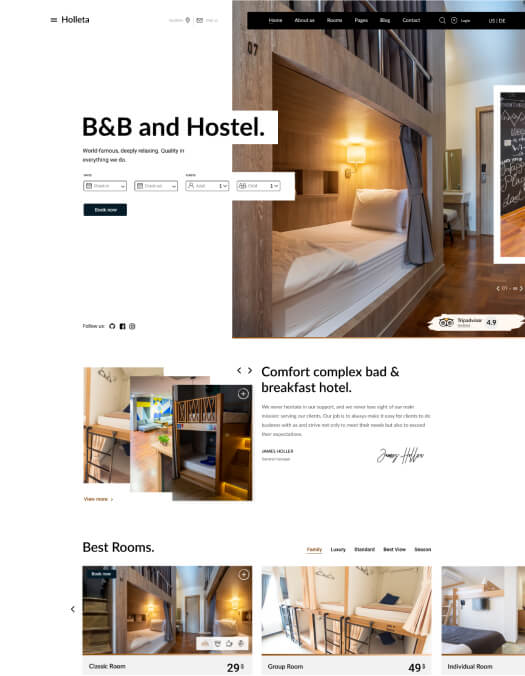 Holleta
Home About us Rooms Pages Blog Contact
Login
US | DE
07
B&B and Hostel.
World famous, deeply relaxing. Quality in
everything we do.
Check in
Check out
Adult 1
Child 1
Book now
Follow us:
Tripadvisor
4.9
Comfort complex bad &
breakfast hotel.
We never hesitate in our support, and we never lose sight of our main
mission: serving our clients. Our job is to always make it easy for clients to do
business with us and strive not only to meet their needs but also to exceed
their expectations.
JAMES HOLLER
General manager
James Holler
View more >
Best Rooms.
Family Luxury Standard Best View Season
Book now
Classic Room 29$
Group Room 49$
Individual Room